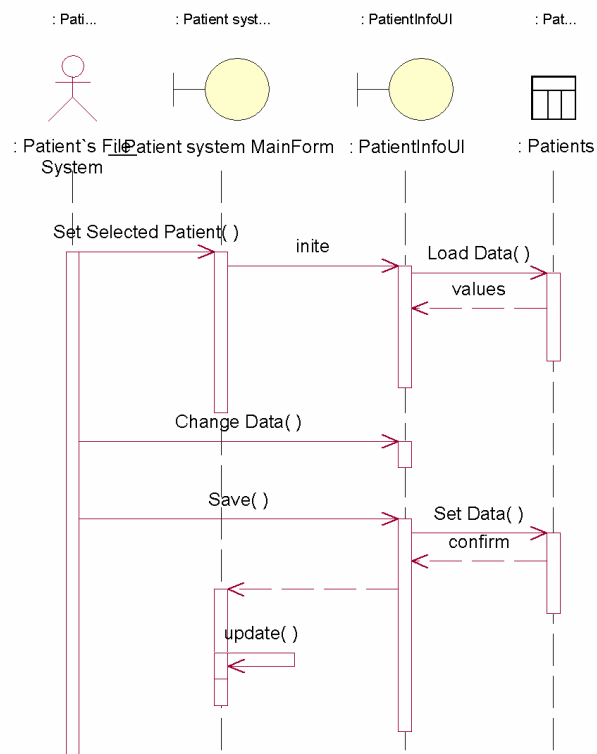 : Pati...
: Patient syst...
: PatientInfoUI
: Pat...
: Patient`s File
System
: Patient system MainForm
: PatientInfoUI
: Patients
Set Selected Patient( )
inite
Load Data( )
values
Change Data( )
Save( )
Set Data( )
confirm
update( )